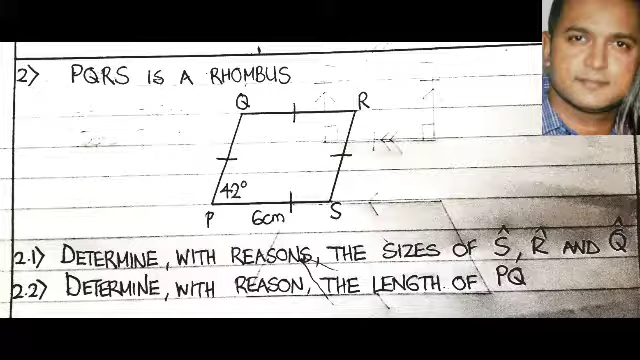 2> PQRS IS A RHOMBUS
Q R
42°
P 6cm S
2.1) DETERMINE, WITH REASONS, THE SIZES OF Ŝ, R̂ AND Q̂
2.2) DETERMINE, WITH REASON, THE LENGTH OF PQ